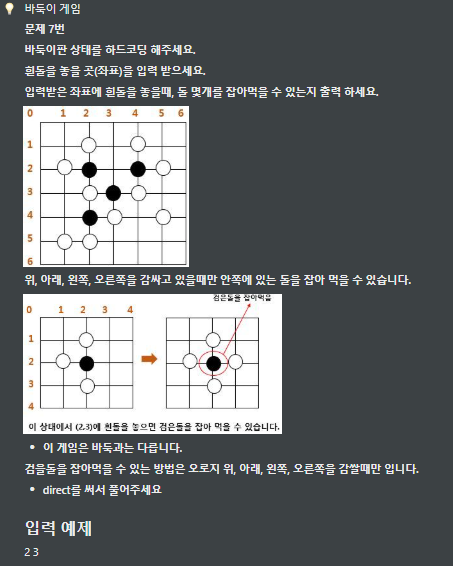 바둑이 게임
문제 7번
바둑이판 상태를 하드코딩 해주세요.
흰돌을 놓을 곳(좌표)을 입력 받으세요.
입력받은 좌표에 흰돌을 놓을때, 돌 몇개를 잡아먹을 수 있는지 출력 하세요.
0 1 2 3 4 5 6
1
2
3
4
5
6
위, 아래, 왼쪽, 오른쪽을 감싸고 있을때만 안쪽에 있는 돌을 잡아 먹을 수 있습니다.
검은돌을 잡아먹음
0 1 2 3 4
1
2
3
4
이 상태에서 (2,3)에 흰돌을 놓으면 검은돌을 잡아 먹을 수 있습니다.
• 이 게임은 바둑과는 다릅니다.
검을돌을 잡아먹을 수 있는 방법은 오로지 위, 아래, 왼쪽, 오른쪽을 감쌀때만 입니다.
• direct를 써서 풀어주세요
입력 예제
2 3